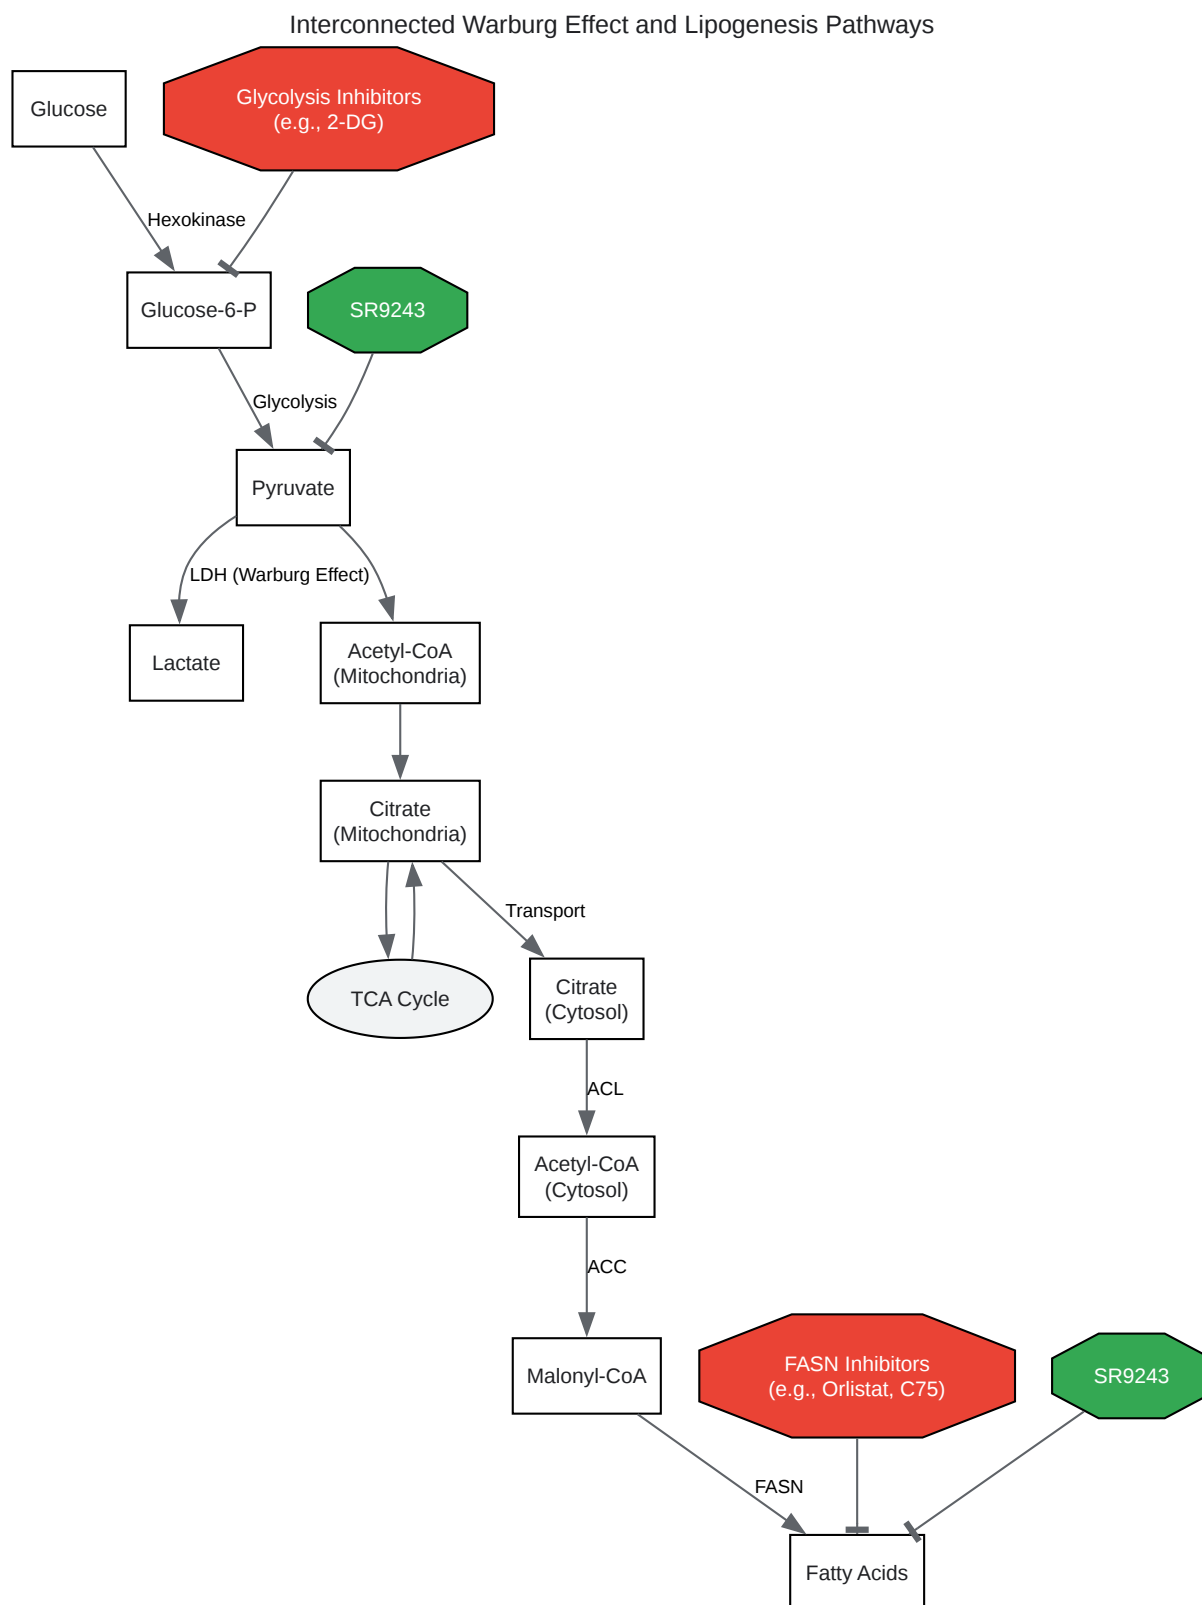 Interconnected Warburg Effect and Lipogenesis Pathways
Glucose
Glycolysis Inhibitors
(e.g., 2-DG)
Hexokinase
Glucose-6-P
SR9243
Glycolysis
Pyruvate
LDH (Warburg Effect)
Lactate
Acetyl-CoA
(Mitochondria)
Citrate
(Mitochondria)
Transport
TCA Cycle
Citrate
(Cytosol)
ACL
Acetyl-CoA
(Cytosol)
ACC
Malonyl-CoA
FASN Inhibitors
(e.g., Orlistat, C75)
SR9243
FASN
Fatty Acids